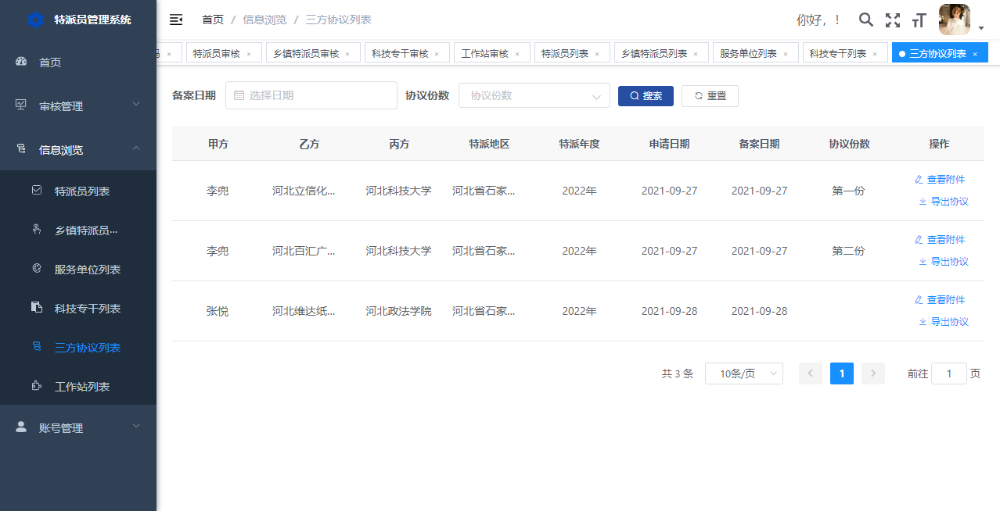 特派员管理系统
首页
审核管理
信息浏览
特派员列表
乡镇特派员...
服务单位列表
科技专干列表
三方协议列表
工作站列表
账号管理
首页 / 信息浏览 / 三方协议列表
你好，！
特派员审核 × 乡镇特派员审核 × 科技专干审核 × 工作站审核 × 特派员列表 × 乡镇特派员列表 × 服务单位列表 × 科技专干列表 × 三方协议列表 ×
备案日期 选择日期 协议份数 协议份数 搜索 重置
甲方 乙方 丙方 特派地区 特派年度 申请日期 备案日期 协议份数 操作
李兜 河北立信化... 河北科技大学 河北省石家... 2022年 2021-09-27 2021-09-27 第一份 查看附件
导出协议
李兜 河北百汇广... 河北科技大学 河北省石家... 2022年 2021-09-27 2021-09-27 第二份 查看附件
导出协议
张悦 河北维达纸... 河北政法学院 河北省石家... 2022年 2021-09-28 2021-09-28 查看附件
导出协议
共 3 条 10条/页 1 前往 1 页